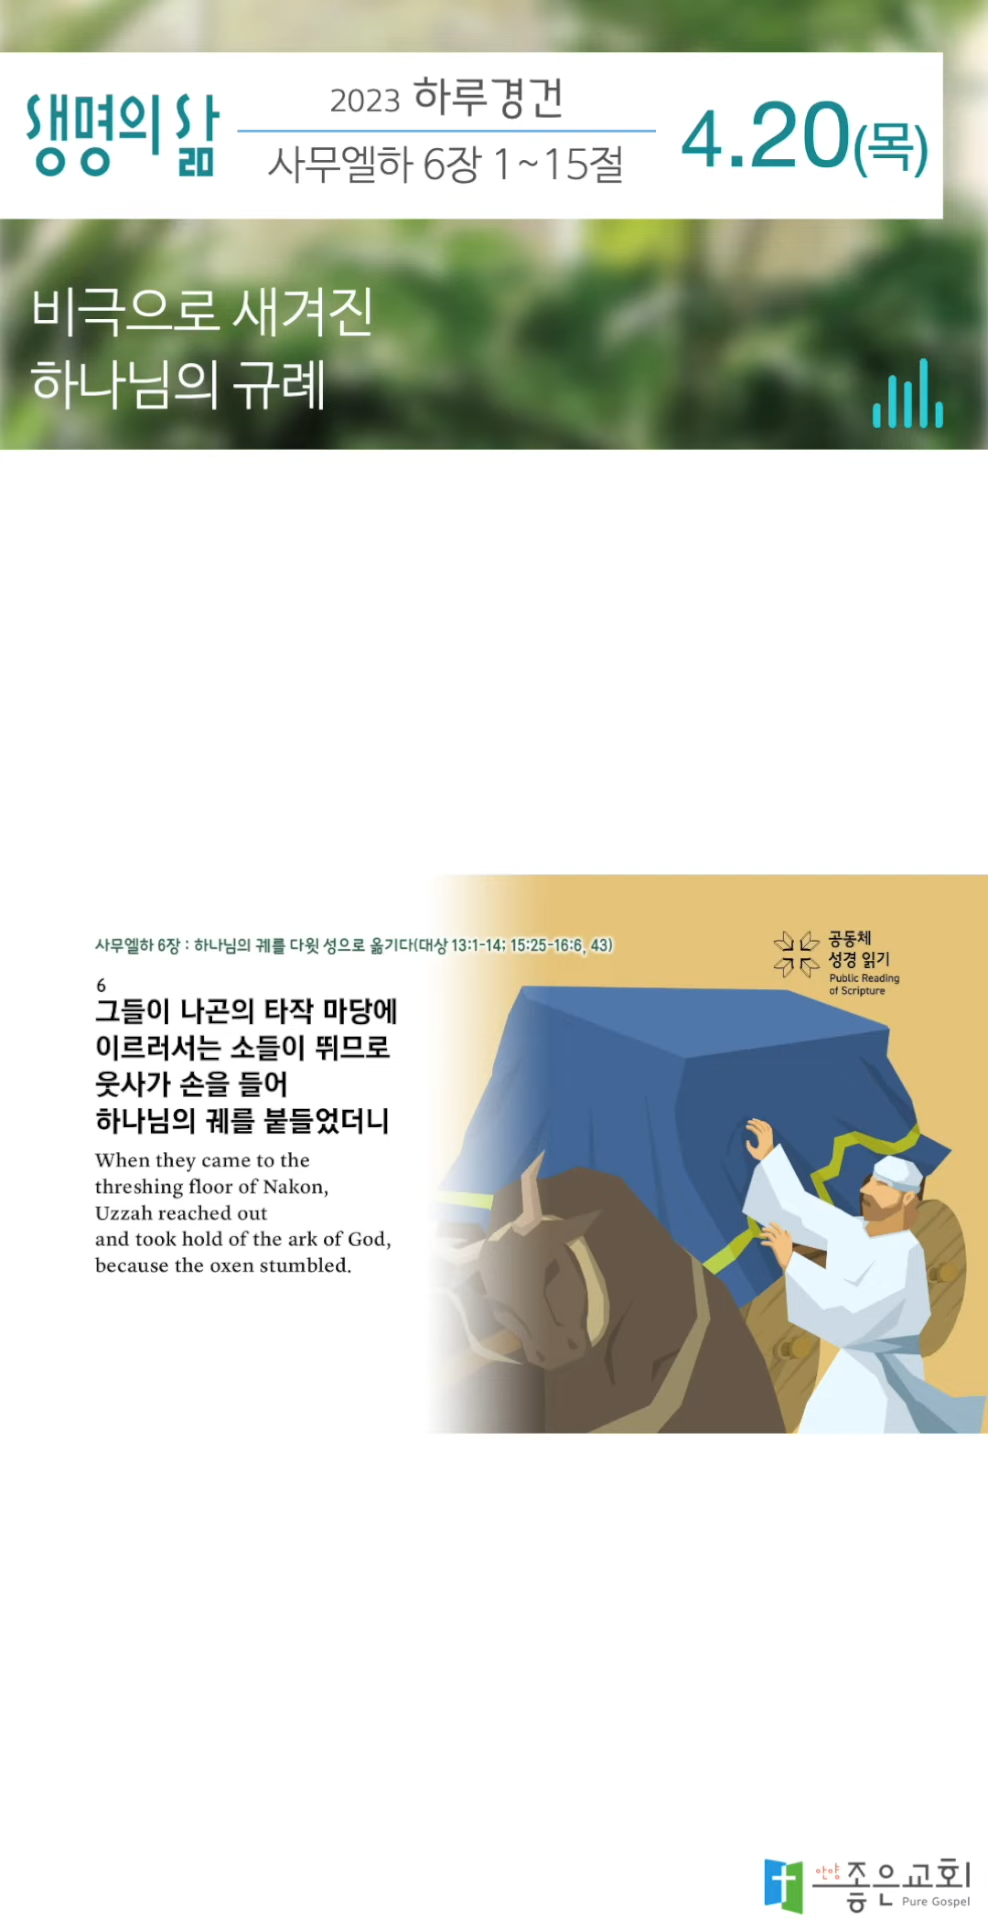 생명의 삶
2023 하루경건
사무엘하 6장 1~15절
4.20(목)
비극으로 새겨진
하나님의 규례
사무엘하 6장 : 하나님의 궤를 다윗 성으로 옮기다(대상 13:1-14; 15:25-16:6, 43)
공동체
성경 읽기
Public Reading
of Scripture
6
그들이 나곤의 타작 마당에
이르러서는 소들이 뛰므로
웃사가 손을 들어
하나님의 궤를 붙들었더니
When they came to the
threshing floor of Nakon,
Uzzah reached out
and took hold of the ark of God,
because the oxen stumbled.
안양 좋은교회
Pure Gospel